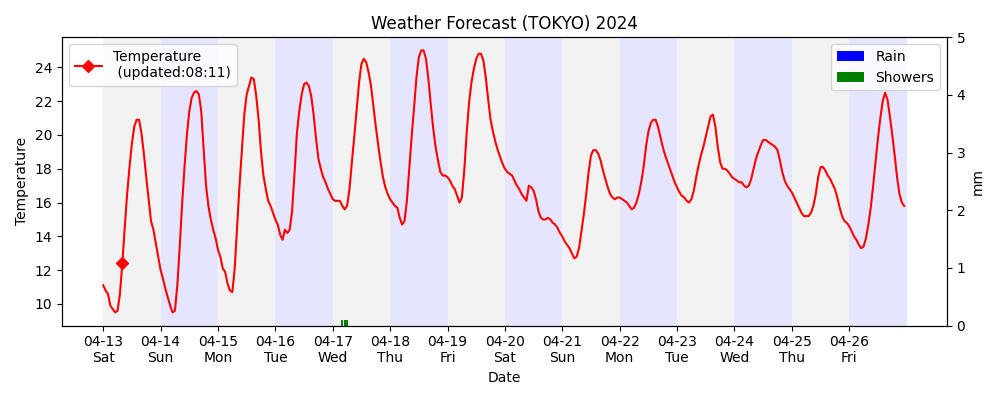 Weather Forecast (TOKYO) 2024
Temperature
(updated:08:11)
Rain
Showers
Temperature
24
22
20
18
16
14
12
10
5
4
3
2
1
0
mm
04-13 04-14 04-15 04-16 04-17 04-18 04-19 04-20 04-21 04-22 04-23 04-24 04-25 04-26
Sat Sun Mon Tue Wed Thu Fri Sat Sun Mon Tue Wed Thu Fri
Date